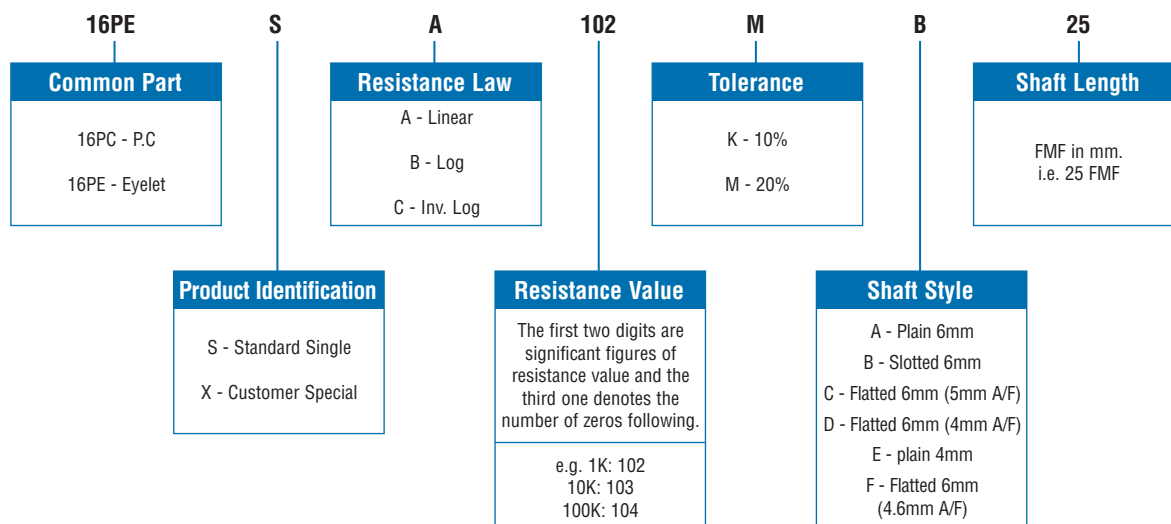 16PE S A 102 M B 25
Common Part
16PC - P.C
16PE - Eyelet
Resistance Law
A - Linear
B - Log
C - Inv. Log
Tolerance
K - 10%
M - 20%
Shaft Length
FMF in mm.
i.e. 25 FMF
Product Identification
S - Standard Single
X - Customer Special
Resistance Value
The first two digits are
significant figures of
resistance value and the
third one denotes the
number of zeros following.
e.g. 1K: 102
10K: 103
100K: 104
Shaft Style
A - Plain 6mm
B - Slotted 6mm
C - Flatted 6mm (5mm A/F)
D - Flatted 6mm (4mm A/F)
E - plain 4mm
F - Flatted 6mm
(4.6mm A/F)